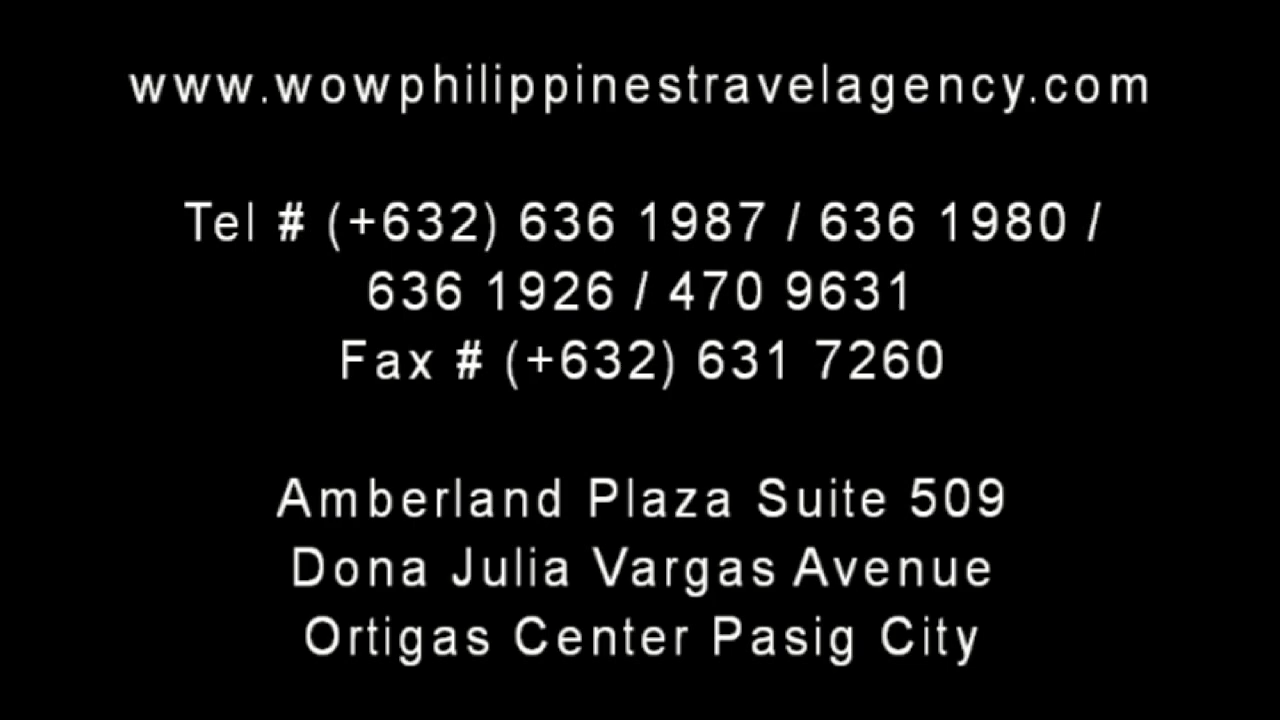 www.wowphilippinestravelagency.com
Tel # (+632) 636 1987 / 636 1980 /
636 1926 / 470 9631
Fax # (+632) 631 7260
Amberland Plaza Suite 509
Dona Julia Vargas Avenue
Ortigas Center Pasig City